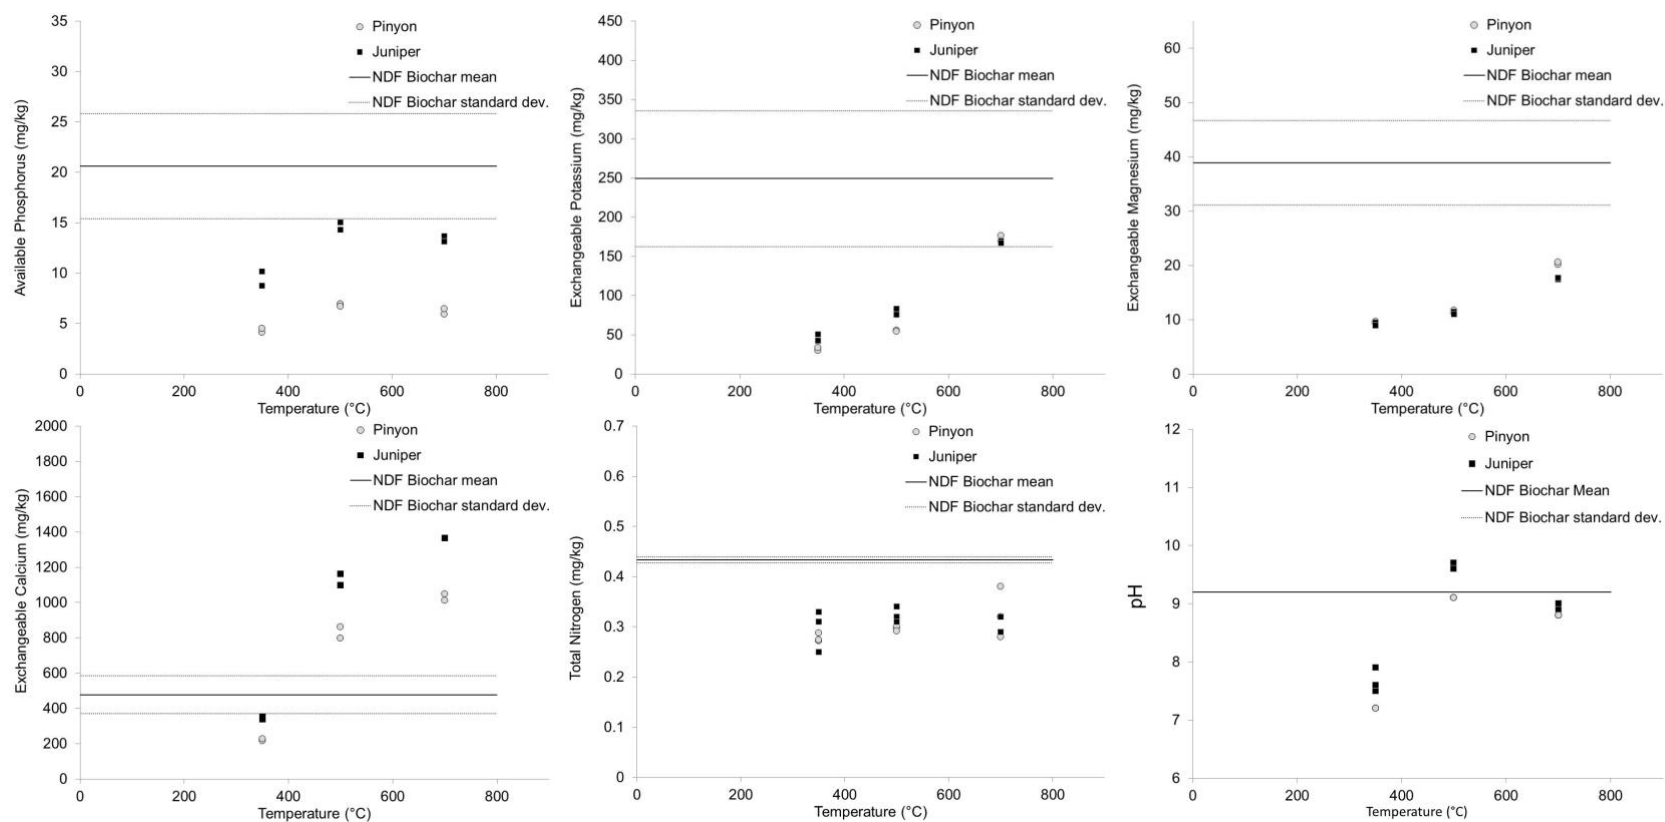 Available Phosphorus (mg/kg)
35
30
25
20
15
10
5
0
0 200 400 600 800
Temperature (°C)
Pinyon
Juniper
NDF Biochar mean
NDF Biochar standard dev.
Exchangeable Potassium (mg/kg)
450
400
350
300
250
200
150
100
50
0
0 200 400 600 800
Temperature (°C)
Pinyon
Juniper
NDF Biochar mean
NDF Biochar standard dev.
Exchangeable Magnesium (mg/kg)
60
50
40
30
20
10
0
0 200 400 600 800
Temperature (°C)
Pinyon
Juniper
NDF Biochar mean
NDF Biochar standard dev.
Exchangeable Calcium (mg/kg)
2000
1800
1600
1400
1200
1000
800
600
400
200
0
0 200 400 600 800
Temperature (°C)
Pinyon
Juniper
NDF Biochar mean
NDF Biochar standard dev.
Total Nitrogen (mg/kg)
0.7
0.6
0.5
0.4
0.3
0.2
0.1
0
0 200 400 600 800
Temperature (°C)
Pinyon
Juniper
NDF Biochar mean
NDF Biochar standard dev.
pH
12
11
10
9
8
7
6
0 200 400 600 800
Temperature (°C)
Pinyon
Juniper
NDF Biochar Mean
NDF Biochar standard dev.